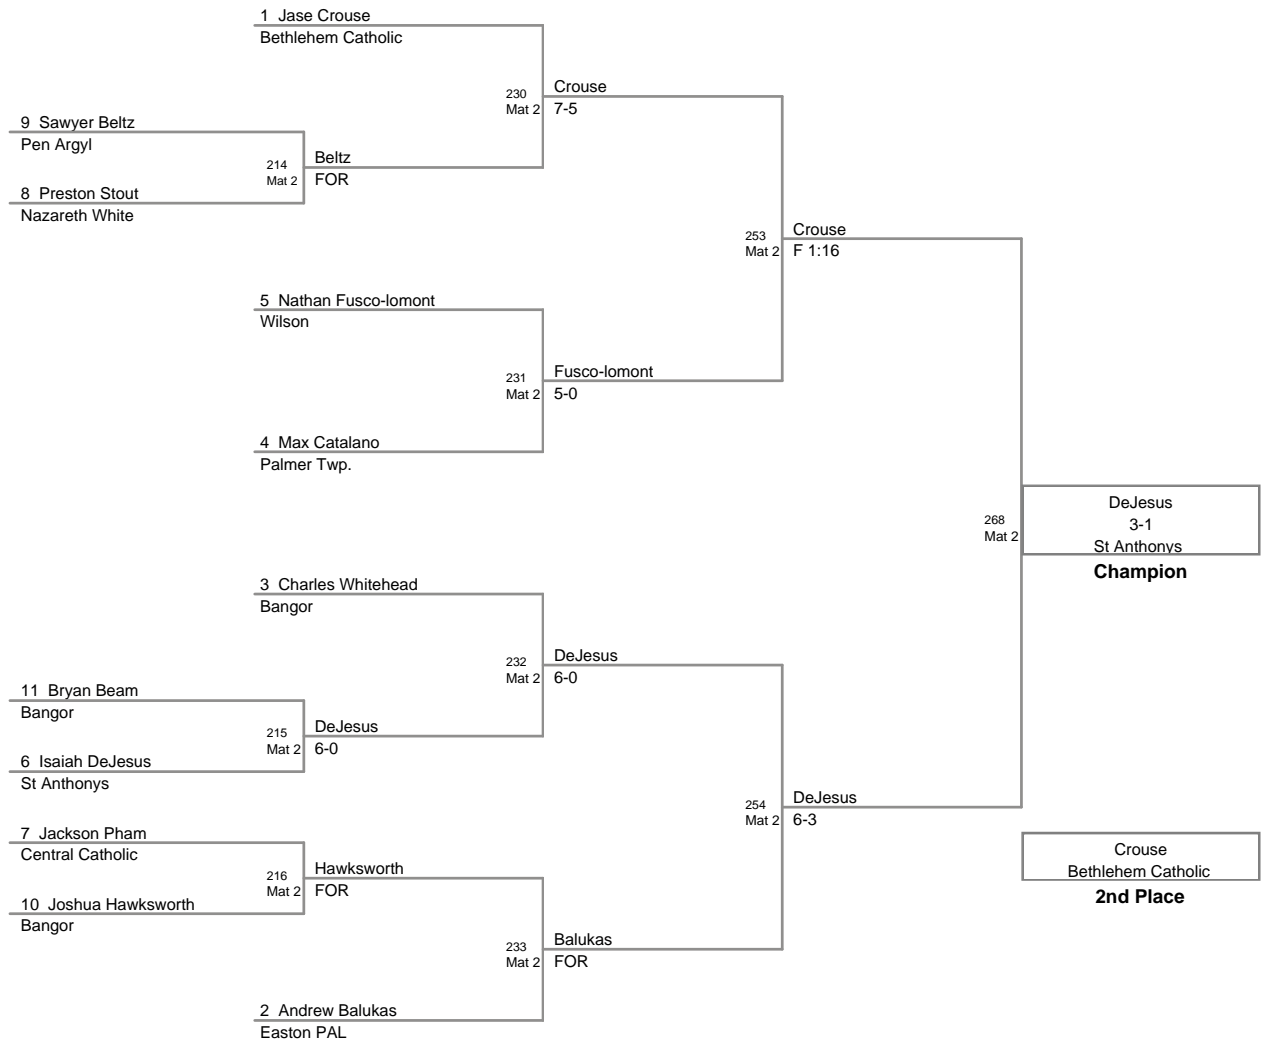 1 Jase Crouse
Bethlehem Catholic
230
Mat 2
Crouse
7-5
9 Sawyer Beltz
Pen Argyl
214
Mat 2
Beltz
FOR
8 Preston Stout
Nazareth White
253
Mat 2
Crouse
F 1:16
5 Nathan Fusco-lomont
Wilson
231
Mat 2
Fusco-lomont
5-0
4 Max Catalano
Palmer Twp.
268
Mat 2
DeJesus
3-1
St Anthonys
Champion
3 Charles Whitehead
Bangor
232
Mat 2
DeJesus
6-0
11 Bryan Beam
Bangor
215
Mat 2
DeJesus
6-0
6 Isaiah DeJesus
St Anthonys
254
Mat 2
DeJesus
6-3
7 Jackson Pham
Central Catholic
216
Mat 2
Hawksworth
FOR
10 Joshua Hawksworth
Bangor
233
Mat 2
Balukas
FOR
2 Andrew Balukas
Easton PAL
Crouse
Bethlehem Catholic
2nd Place